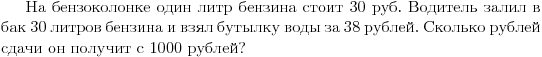 На бензоколонке один литр бензина стоит 30 руб. Водитель залил в
бак 30 литров бензина и взял бутылку воды за 38 рублей. Сколько рублей
сдачи он получит с 1000 рублей?